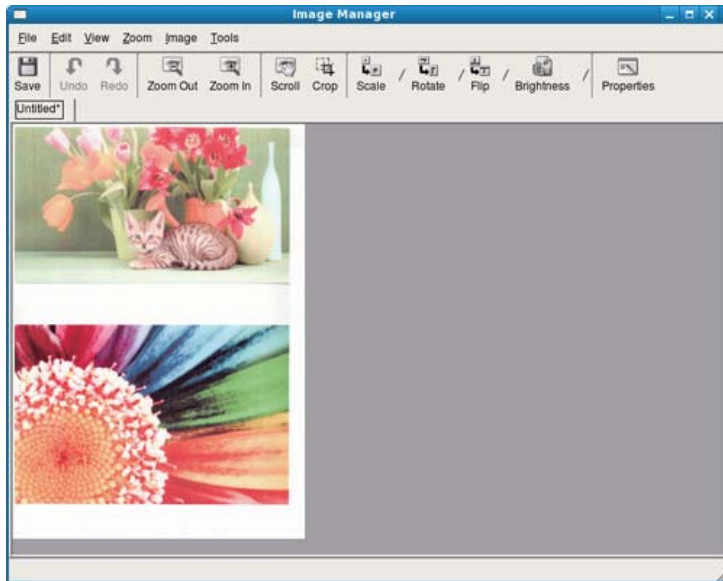 Image Manager
File Edit View Zoom Image Tools
Save Undo Redo Zoom Out Zoom In Scroll Crop Scale / Rotate / Flip / Brightness / Properties
Untitled*